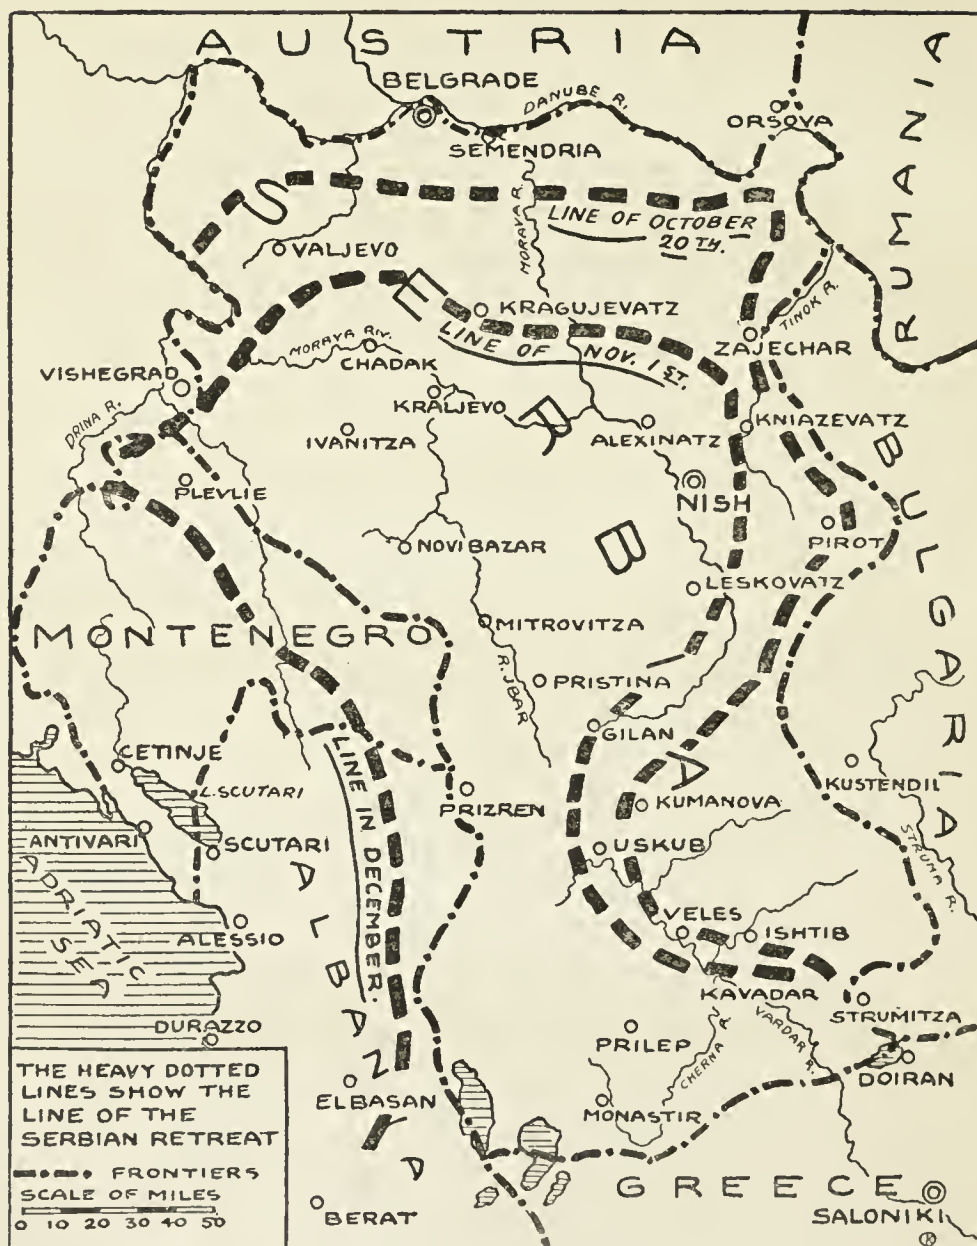 AUSTRIA
BELGRADE
DANUBE R.
SEMENDRIA
ORSOVA
RUMANIA
SERBIA
MORAVA R.
LINE OF OCTOBER
20TH.
VALJEVO
KRAGUJEVATZ
TINOK R.
MORAVA RIV.
CHADAK
LINE OF NOV. 1ST.
ZAJECHAR
VISHEGRAD
DRINA R.
KRALJEVO
IVANITZA
ALEXINATZ
KNIAZEVATZ
BULGARIA
PLEVLIE
NISH
PIROT
NOVIBAZAR
LESKOVATZ
MONTENEGRO
MITROVITZA
R. JBAR
PRISTINA
GILAN
CETINJE
L. SCUTARI
LINE IN DECEMBER.
PRIZREN
KUMANOVA
KUSTENDIL
STRUMA R.
ANTIVARI
SCUTARI
USKUB
ADRIATIC
SEA
ALBANIA
VELES
ISHTIB
ALESSIO
KAVADAR
STRUMITZA
VARDAR R.
DURAZZO
PRILEP
CHERNA R.
DOIRAN
ELBASAN
MONASTIR
GREECE
SALONIKI
BERAT
THE HEAVY DOTTED
LINES SHOW THE
LINE OF THE
SERBIAN RETREAT
FRONTIERS
SCALE OF MILES
0 10 20 30 40 50
K